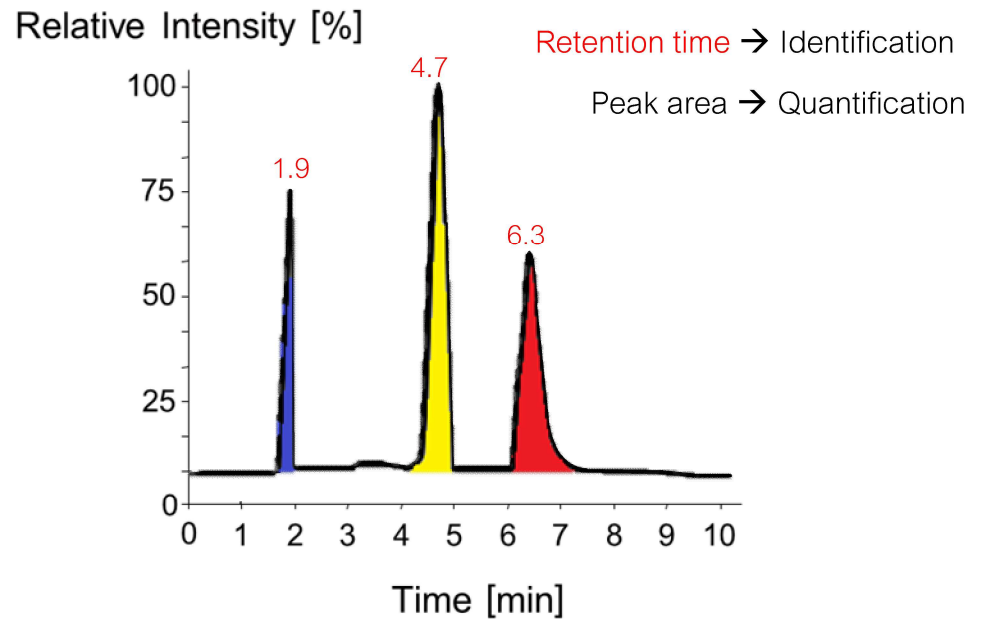 Relative Intensity [%]
Retention time → Identification
Peak area → Quantification
4.7
1.9
6.3
100
75
50
25
0
0 1 2 3 4 5 6 7 8 9 10
Time [min]